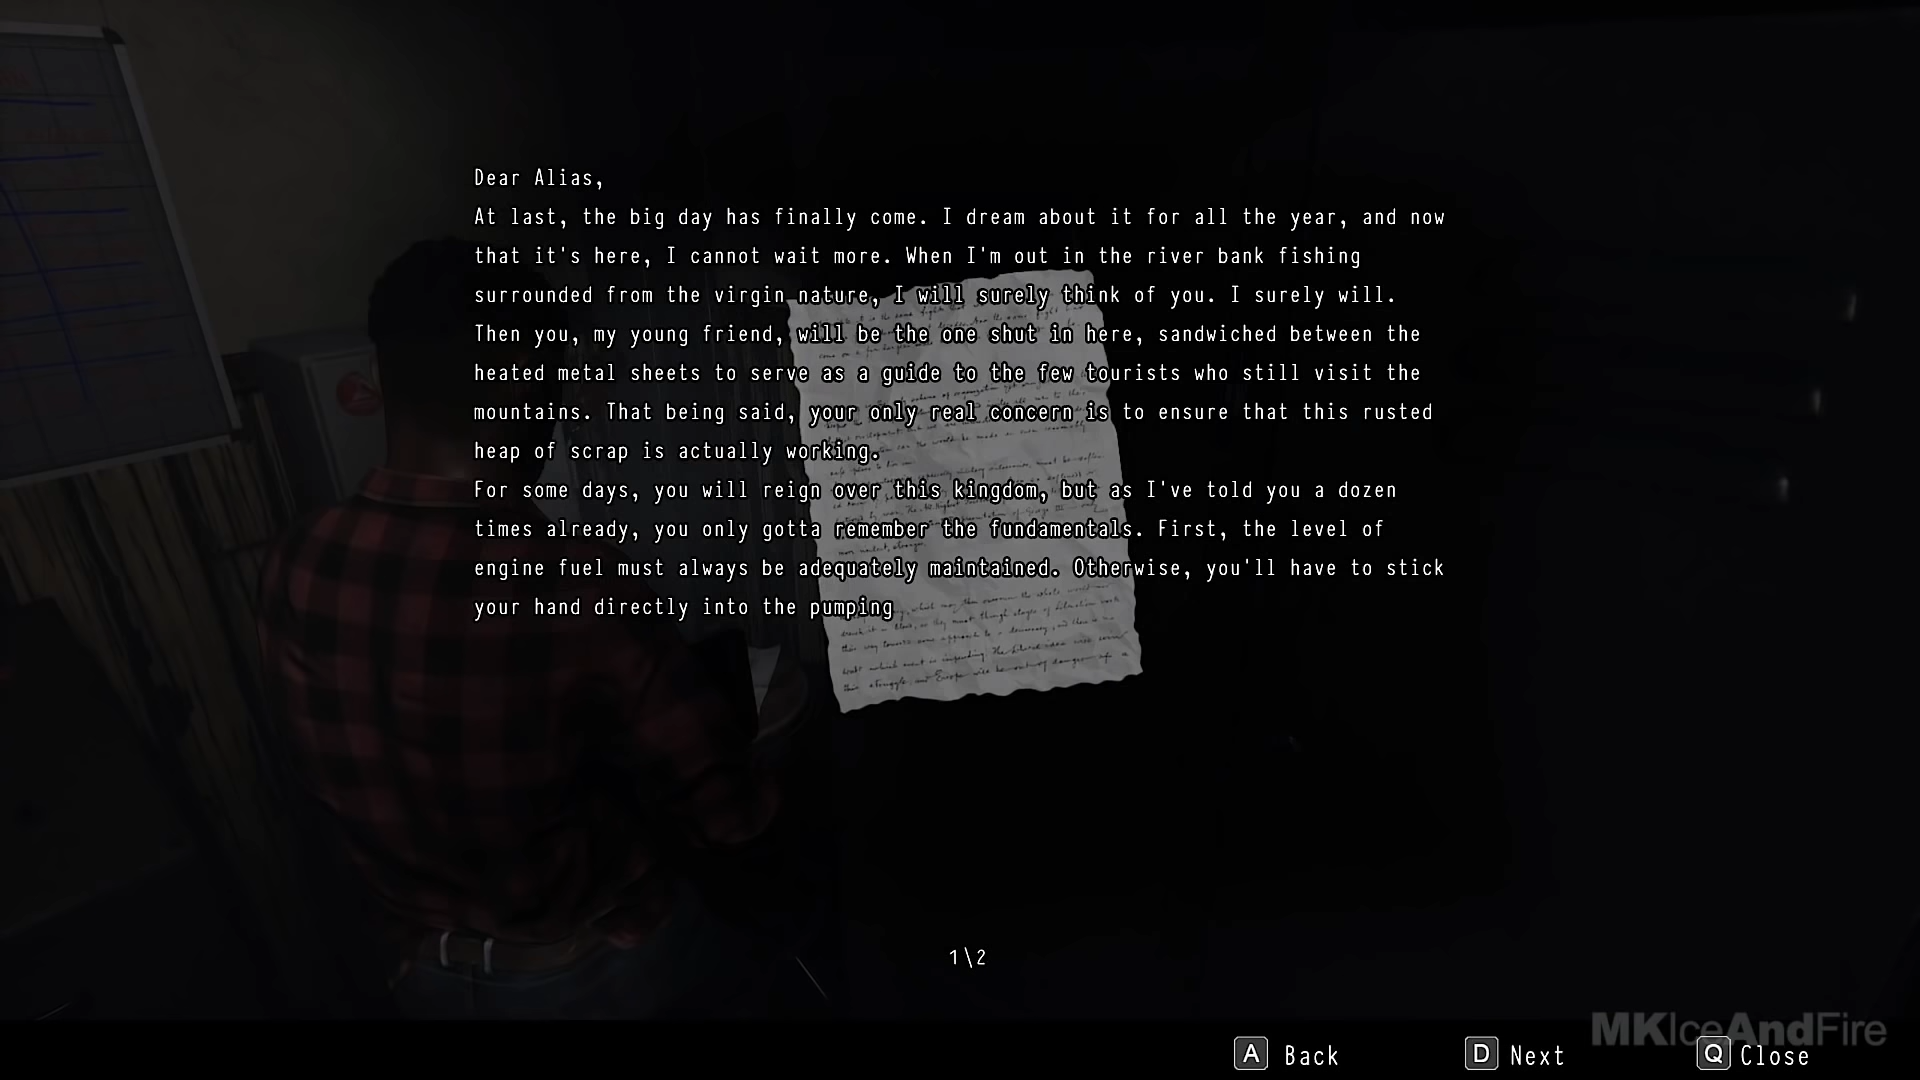 Dear Alias,
At last, the big day has finally come. I dream about it for all the year, and now
that it's here, I cannot wait more. When I'm out in the river bank fishing
surrounded from the virgin nature, I will surely think of you. I surely will.
Then you, my young friend, will be the one shut in here, sandwiched between the
heated metal sheets to serve as a guide to the few tourists who still visit the
mountains. That being said, your only real concern is to ensure that this rusted
heap of scrap is actually working.
For some days, you will reign over this kingdom, but as I've told you a dozen
times already, you only gotta remember the fundamentals. First, the level of
engine fuel must always be adequately maintained. Otherwise, you'll have to stick
your hand directly into the pumping
1\2
MKIceAndFire
A Back
D Next
Q Close